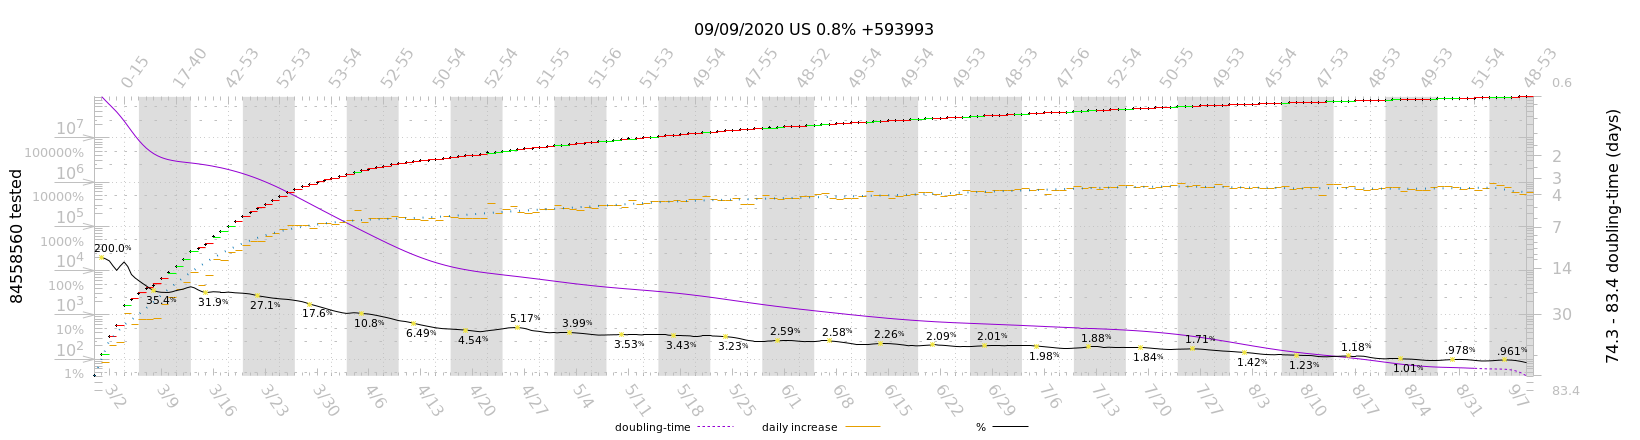 09/09/2020 US 0.8% +593993
0-15 17-40 42-53 52-53 53-54 52-55 50-54 52-54 51-55 51-56 51-53 49-54 47-55 48-52 49-54 49-54 49-53 48-53 47-56 52-54 50-55 49-53 45-54 47-53 48-53 49-53 51-54 48-53
84558560 tested
10⁷
100000%
10⁶
10000%
10⁵
1000%
10⁴
100%
10³
10%
10²
1%
0.6
2
3
4
7
14
30
83.4
74.3 - 83.4 doubling-time (days)
200.0% 35.4% 31.9% 27.1% 17.6% 10.8% 6.49% 4.54% 5.17% 3.99% 3.53% 3.43% 3.23% 2.59% 2.58% 2.26% 2.09% 2.01% 1.98% 1.88% 1.84% 1.71% 1.42% 1.23% 1.18% 1.01% .978% .961%
3/2 3/9 3/16 3/23 3/30 4/6 4/13 4/20 4/27 5/4 5/11 5/18 5/25 6/1 6/8 6/15 6/22 6/29 7/6 7/13 7/20 7/27 8/3 8/10 8/17 8/24 8/31 9/7
doubling-time daily increase %